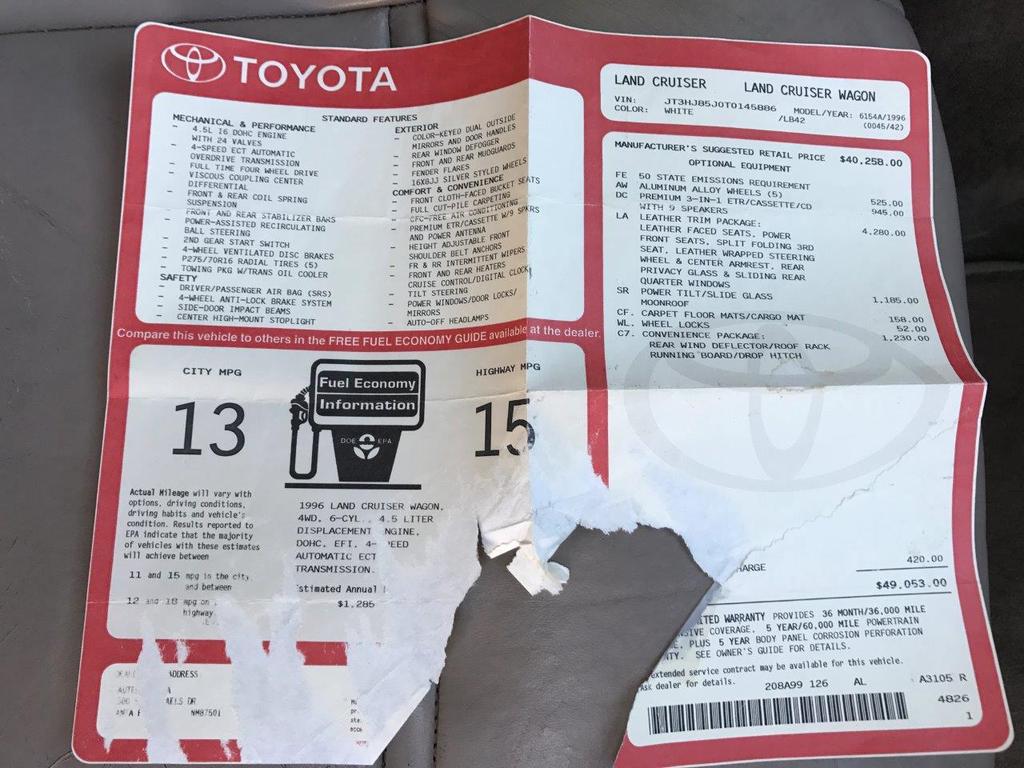 TOYOTA
STANDARD FEATURES
MECHANICAL & PERFORMANCE
- 4.5L I6 DOHC ENGINE
WITH 24 VALVES
- 4-SPEED ECT AUTOMATIC
OVERDRIVE TRANSMISSION
- FULL TIME FOUR WHEEL DRIVE
- VISCOUS COUPLING CENTER
DIFFERENTIAL
- FRONT & REAR COIL SPRING
SUSPENSION
- FRONT AND REAR STABILIZER BARS
- POWER-ASSISTED RECIRCULATING
BALL STEERING
- 2ND GEAR START SWITCH
- 4-WHEEL VENTILATED DISC BRAKES
- P275/70R16 RADIAL TIRES (5)
- TOWING PKG W/TRANS OIL COOLER
SAFETY
- DRIVER/PASSENGER AIR BAG (SRS)
- 4-WHEEL ANTI-LOCK BRAKE SYSTEM
- SIDE-DOOR IMPACT BEAMS
- CENTER HIGH-MOUNT STOPLIGHT
EXTERIOR
- COLOR-KEYED DUAL OUTSIDE
MIRRORS AND DOOR HANDLES
- REAR WINDOW DEFOGGER
- FRONT AND REAR MUDGUARDS
- FENDER FLARES
- 16X8JJ SILVER STYLED WHEELS
COMFORT & CONVENIENCE
- FRONT CLOTH-FACED BUCKET SEATS
- FULL CUT-PILE CARPETING
- CFC-FREE AIR CONDITIONING
- PREMIUM ETR/CASSETTE W/9 SPKRS
AND POWER ANTENNA
- HEIGHT ADJUSTABLE FRONT
SHOULDER BELT ANCHORS
- FR & RR INTERMITTENT WIPERS
- FRONT AND REAR HEATERS
- CRUISE CONTROL/DIGITAL CLOCK
- TILT STEERING
- POWER WINDOWS/DOOR LOCKS/
MIRRORS
- AUTO-OFF HEADLAMPS
Compare this vehicle to others in the FREE FUEL ECONOMY GUIDE available at the dealer.
CITY MPG
13
Fuel Economy
Information
DOE EPA
HIGHWAY MPG
15
Actual Mileage will vary with
options, driving conditions,
driving habits and vehicle's
condition. Results reported to
EPA indicate that the majority
of vehicles with these estimates
will achieve between
11 and 15 mpg in the city
and between
12 and 18 mpg on
highway
1996 LAND CRUISER WAGON,
4WD, 6-CYL., 4.5 LITER
DISPLACEMENT ENGINE,
DOHC, EFI, 4- EED
AUTOMATIC ECT
TRANSMISSION.
stimated Annual
$1,285
ADDRESS
DR
NM87501
LAND CRUISER LAND CRUISER WAGON
VIN: JT3HJ85J0T0145886 MODEL/YEAR: 6154A/1996
COLOR: WHITE /LB42 (0045/42)
MANUFACTURER'S SUGGESTED RETAIL PRICE $40,258.00
OPTIONAL EQUIPMENT
FE 50 STATE EMISSIONS REQUIREMENT
AW ALUMINUM ALLOY WHEELS (5) 525.00
DC PREMIUM 3-IN-1 ETR/CASSETTE/CD 945.00
WITH 9 SPEAKERS
LA LEATHER TRIM PACKAGE: 4,280.00
LEATHER FACED SEATS, POWER
FRONT SEATS, SPLIT FOLDING 3RD
SEAT, LEATHER WRAPPED STEERING
WHEEL & CENTER ARMREST, REAR
PRIVACY GLASS & SLIDING REAR
QUARTER WINDOWS
SR POWER TILT/SLIDE GLASS 1,185.00
MOONROOF
CF. CARPET FLOOR MATS/CARGO MAT 158.00
WL. WHEEL LOCKS 52.00
C7. CONVENIENCE PACKAGE: 1,230.00
REAR WIND DEFLECTOR/ROOF RACK
RUNNING BOARD/DROP HITCH
HARGE 420.00
$49,053.00
ITED WARRANTY PROVIDES 36 MONTH/36,000 MILE
NSIVE COVERAGE, 5 YEAR/60,000 MILE POWERTRAIN
E, PLUS 5 YEAR BODY PANEL CORROSION PERFORATION
NTY. SEE OWNER'S GUIDE FOR DETAILS.
extended service contract may be available for this vehicle.
Ask dealer for details. 208A99 126 AL A3105 R
4826
1